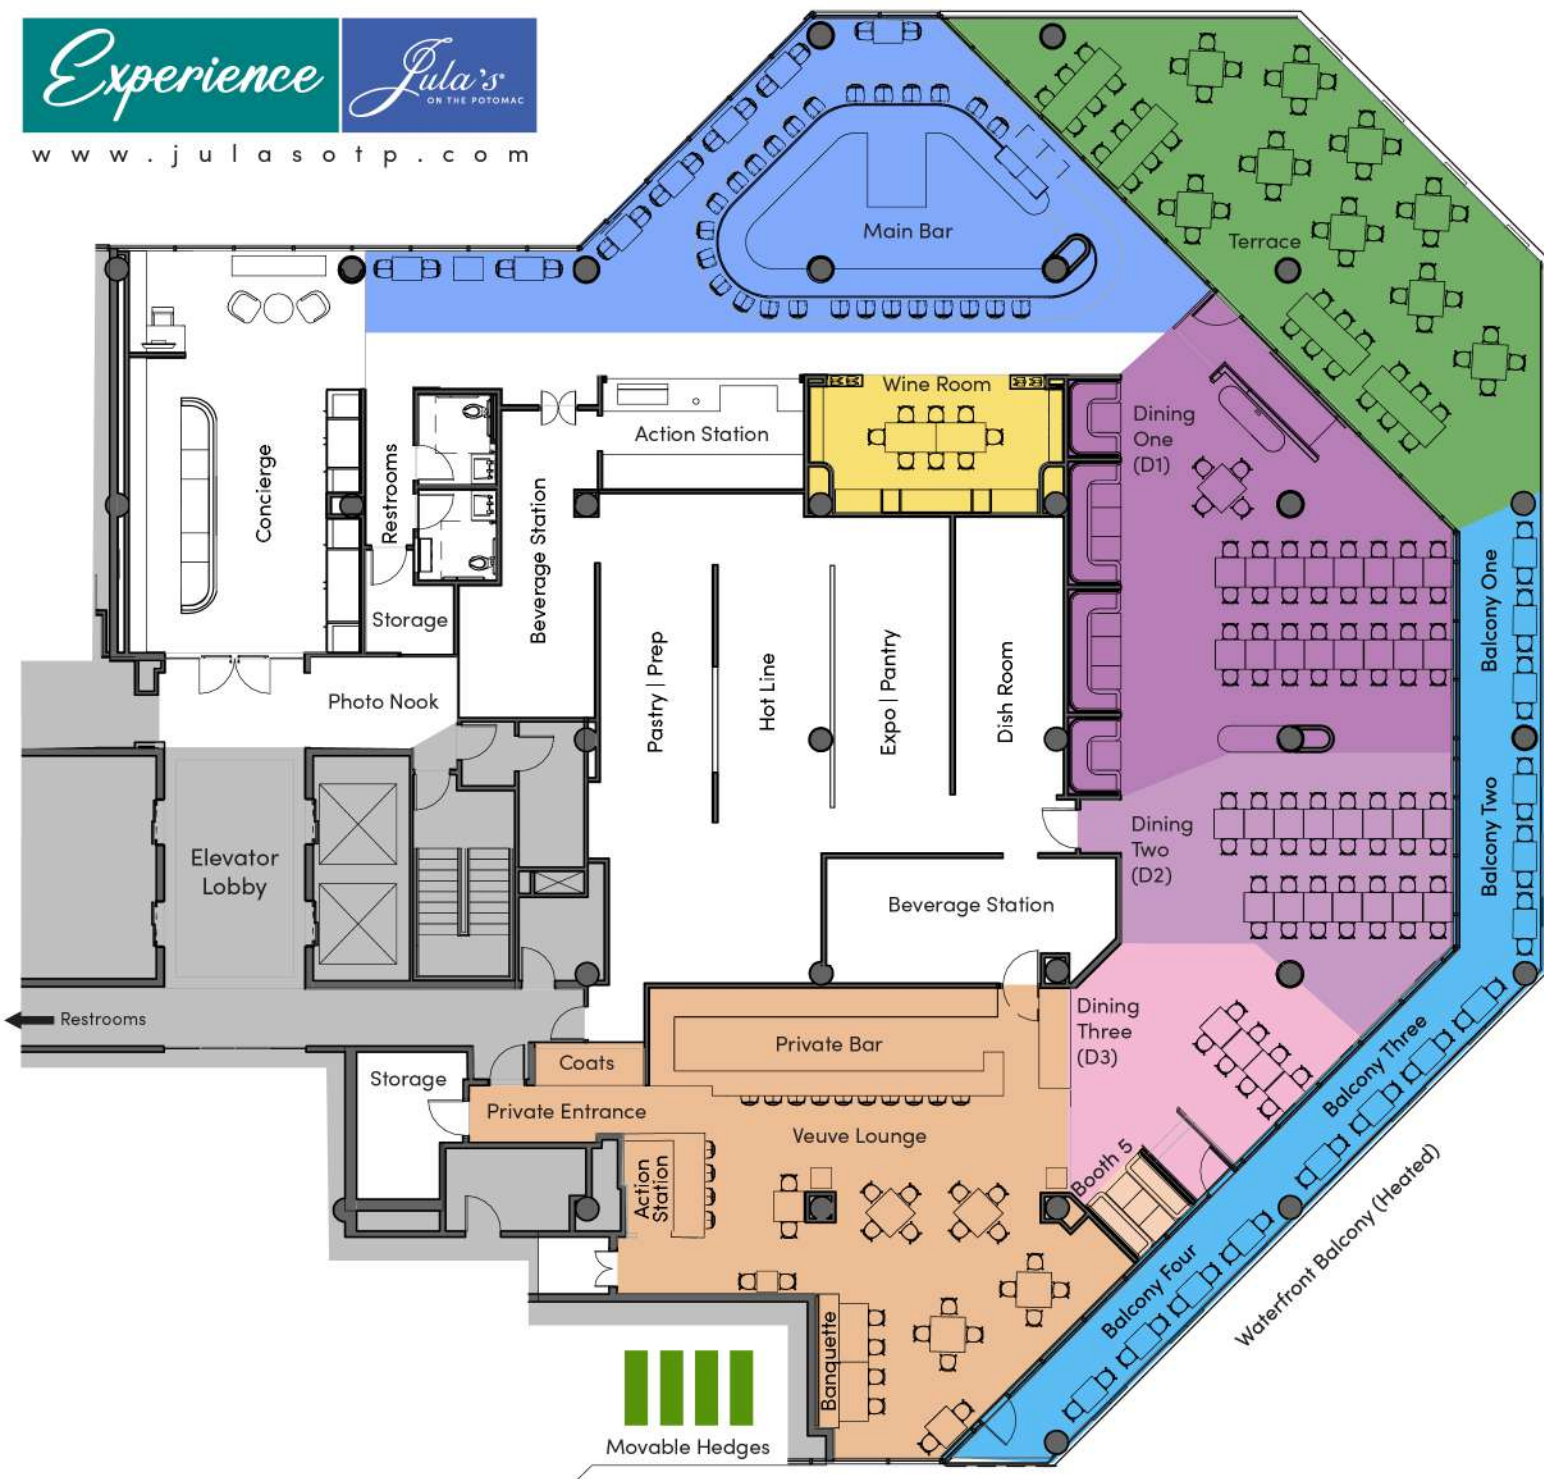 Experience
Jula's
ON THE POTOMAC
www.julasotp.com
Main Bar
Terrace
Wine Room
Action Station
Dining
One
(D1)
Concierge
Restrooms
Beverage Station
Storage
Photo Nook
Pastry | Prep
Hot Line
Expo | Pantry
Dish Room
Balcony One
Balcony Two
Elevator
Lobby
Dining
Two
(D2)
Beverage Station
Restrooms
Dining
Three
(D3)
Private Bar
Coats
Storage
Private Entrance
Veuve Lounge
Action
Station
Booth 5
Balcony Three
Balcony Four
Waterfront Balcony (Heated)
Banquette
Movable Hedges